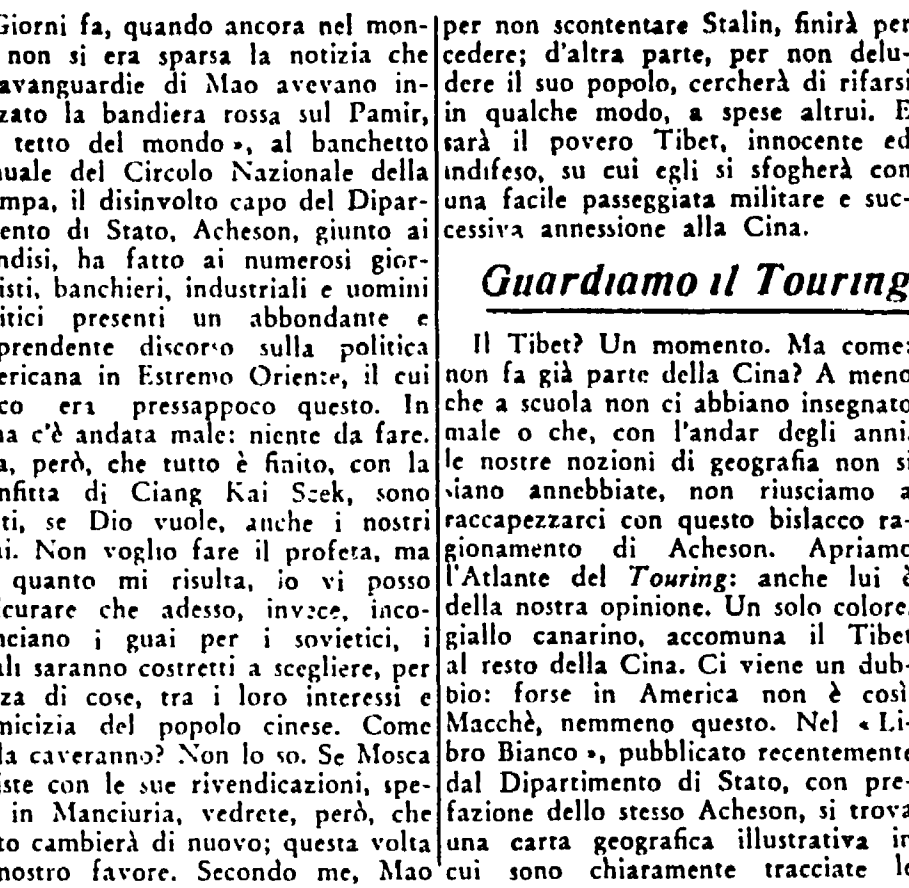 Giorni fa, quando ancora nel mon-
non si era sparsa la notizia che
avanguardie di Mao avevano in-
zato la bandiera rossa sul Pamir,
tetto del mondo », al banchetto
nuale del Circolo Nazionale della
mpa, il disinvolto capo del Dipar-
ento di Stato, Acheson, giunto ai
ndisi, ha fatto ai numerosi gior-
isti, banchieri, industriali e uomini
itici presenti un abbondante e
prendente discorso sulla politica
ericana in Estremo Oriente, il cui
co era pressappoco questo. In
na c'è andata male: niente da fare.
a, però, che tutto è finito, con la
nfitta di Ciang Kai Szek, sono
ti, se Dio vuole, anche i nostri
ai. Non voglio fare il profeta, ma
quanto mi risulta, io vi posso
icurare che adesso, invece, inco-
nciano i guai per i sovietici, i
ali saranno costretti a scegliere, per
za di cose, tra i loro interessi e
micizia del popolo cinese. Come
la caveranno? Non lo so. Se Mosca
iste con le sue rivendicazioni, spe-
in Manciuria, vedrete, però, che
to cambierà di nuovo; questa volta
nostro favore. Secondo me, Mao
per non scontentare Stalin, finirà per
cedere; d'altra parte, per non delu-
dere il suo popolo, cercherà di rifarsi
in qualche modo, a spese altrui. E
sarà il povero Tibet, innocente ed
indifeso, su cui egli si sfogherà con
una facile passeggiata militare e suc-
cessiva annessione alla Cina.
Guardiamo il Touring
Il Tibet? Un momento. Ma come:
non fa già parte della Cina? A meno
che a scuola non ci abbiano insegnato
male o che, con l'andar degli anni,
le nostre nozioni di geografia non si
siano annebbiate, non riusciamo a
raccapezzarci con questo bislacco ra-
gionamento di Acheson. Apriamo
l'Atlante del Touring: anche lui è
della nostra opinione. Un solo colore,
giallo canarino, accomuna il Tibet
al resto della Cina. Ci viene un dub-
bio: forse in America non è così
Macchè, nemmeno questo. Nel « Li-
bro Bianco », pubblicato recentemente
dal Dipartimento di Stato, con pre-
fazione dello stesso Acheson, si trova
una carta geografica illustrativa in
cui sono chiaramente tracciate le